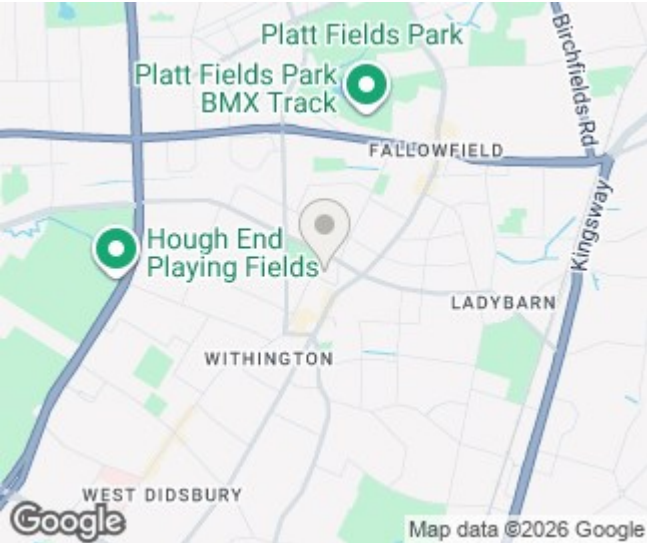 Platt Fields Park
Platt Fields Park
BMX Track
Birchfields Rd
FALLOWFIELD
Kingsway
Hough End
Playing Fields
LADYBARN
WITHINGTON
WEST DIDSBURY
Google
Map data ©2026 Google